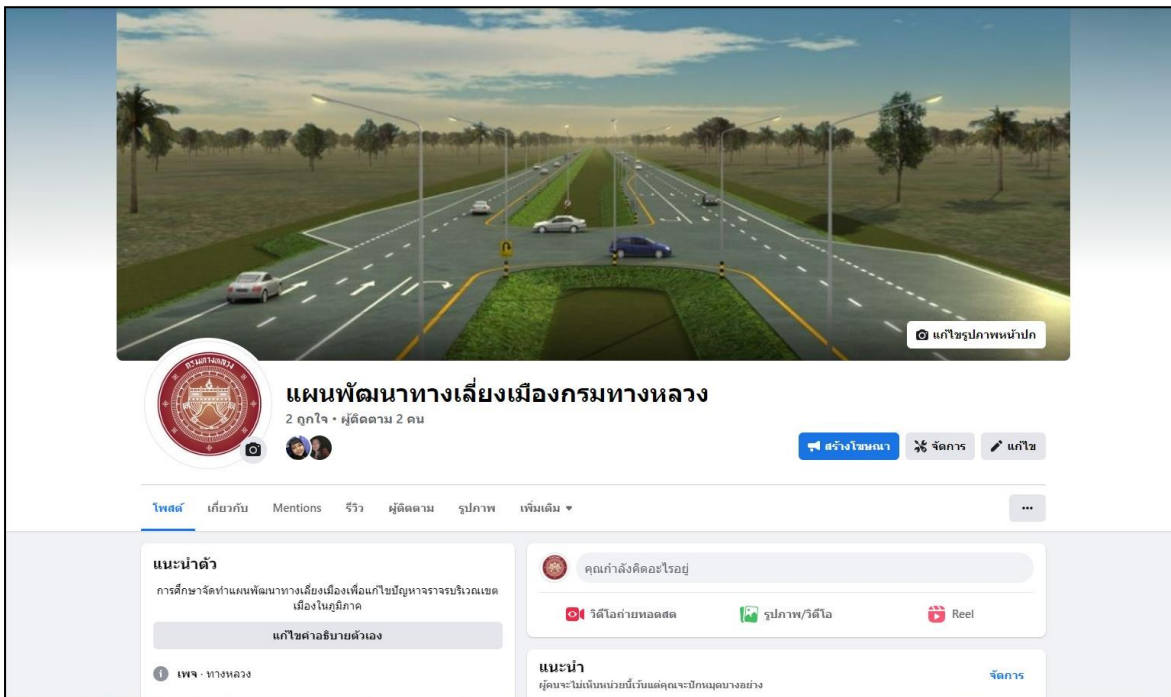 แก้ไขรูปภาพหน้าปก
กรมทางหลวง
แผนพัฒนาทางเลี่ยงเมืองกรมทางหลวง
2 ถูกใจ • ผู้ติดตาม 2 คน
สร้างโฆษณา
จัดการ
แก้ไข
โพสต์
เกี่ยวกับ
Mentions
รีวิว
ผู้ติดตาม
รูปภาพ
เพิ่มเติม
แนะนำตัว
การศึกษาจัดทำแผนพัฒนาทางเลี่ยงเมืองเพื่อแก้ไขปัญหาจราจรบริเวณเขต
เมืองในภูมิภาค
แก้ไขคำอธิบายตัวเอง
เพจ · ทางหลวง
คุณกำลังคิดอะไรอยู่
วิดีโอถ่ายทอดสด
รูปภาพ/วิดีโอ
Reel
แนะนำ
ผู้คนจะไม่เห็นหน่วยนี้เว้นแต่คุณจะปักหมุดบางอย่าง
จัดการ